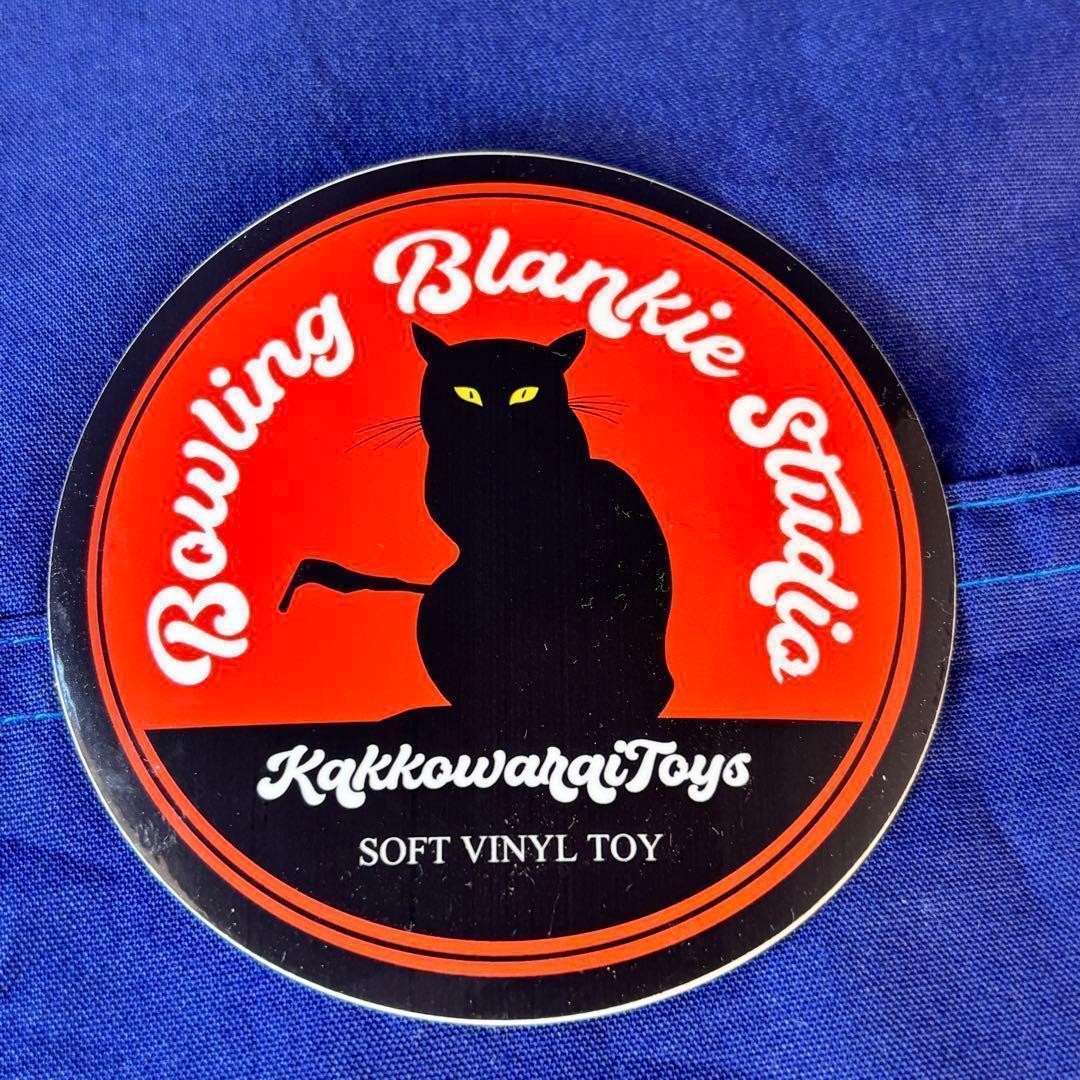 Bowling Blankie Studio
KakkowaraiToys
SOFT VINYL TOY